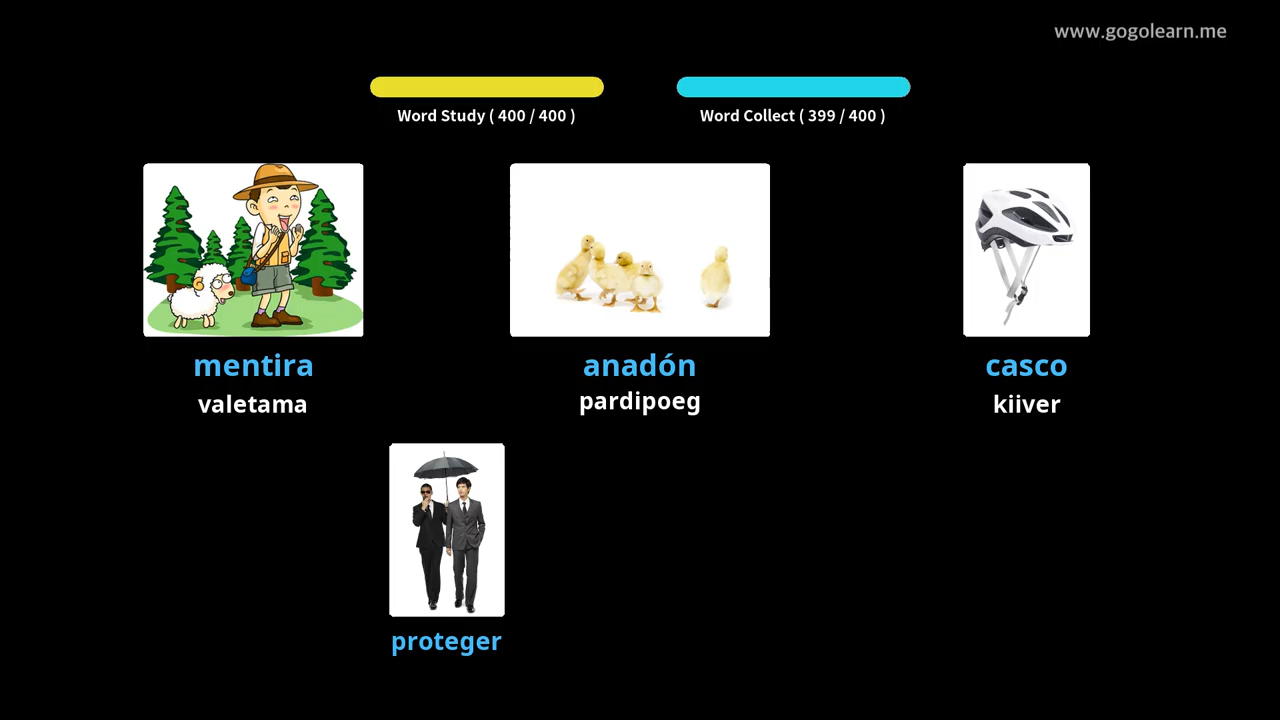 www.gogolearn.me
Word Study ( 400 / 400 )
Word Collect ( 399 / 400 )
mentira
anadón
casco
valetama
pardipoeg
kiiver
proteger